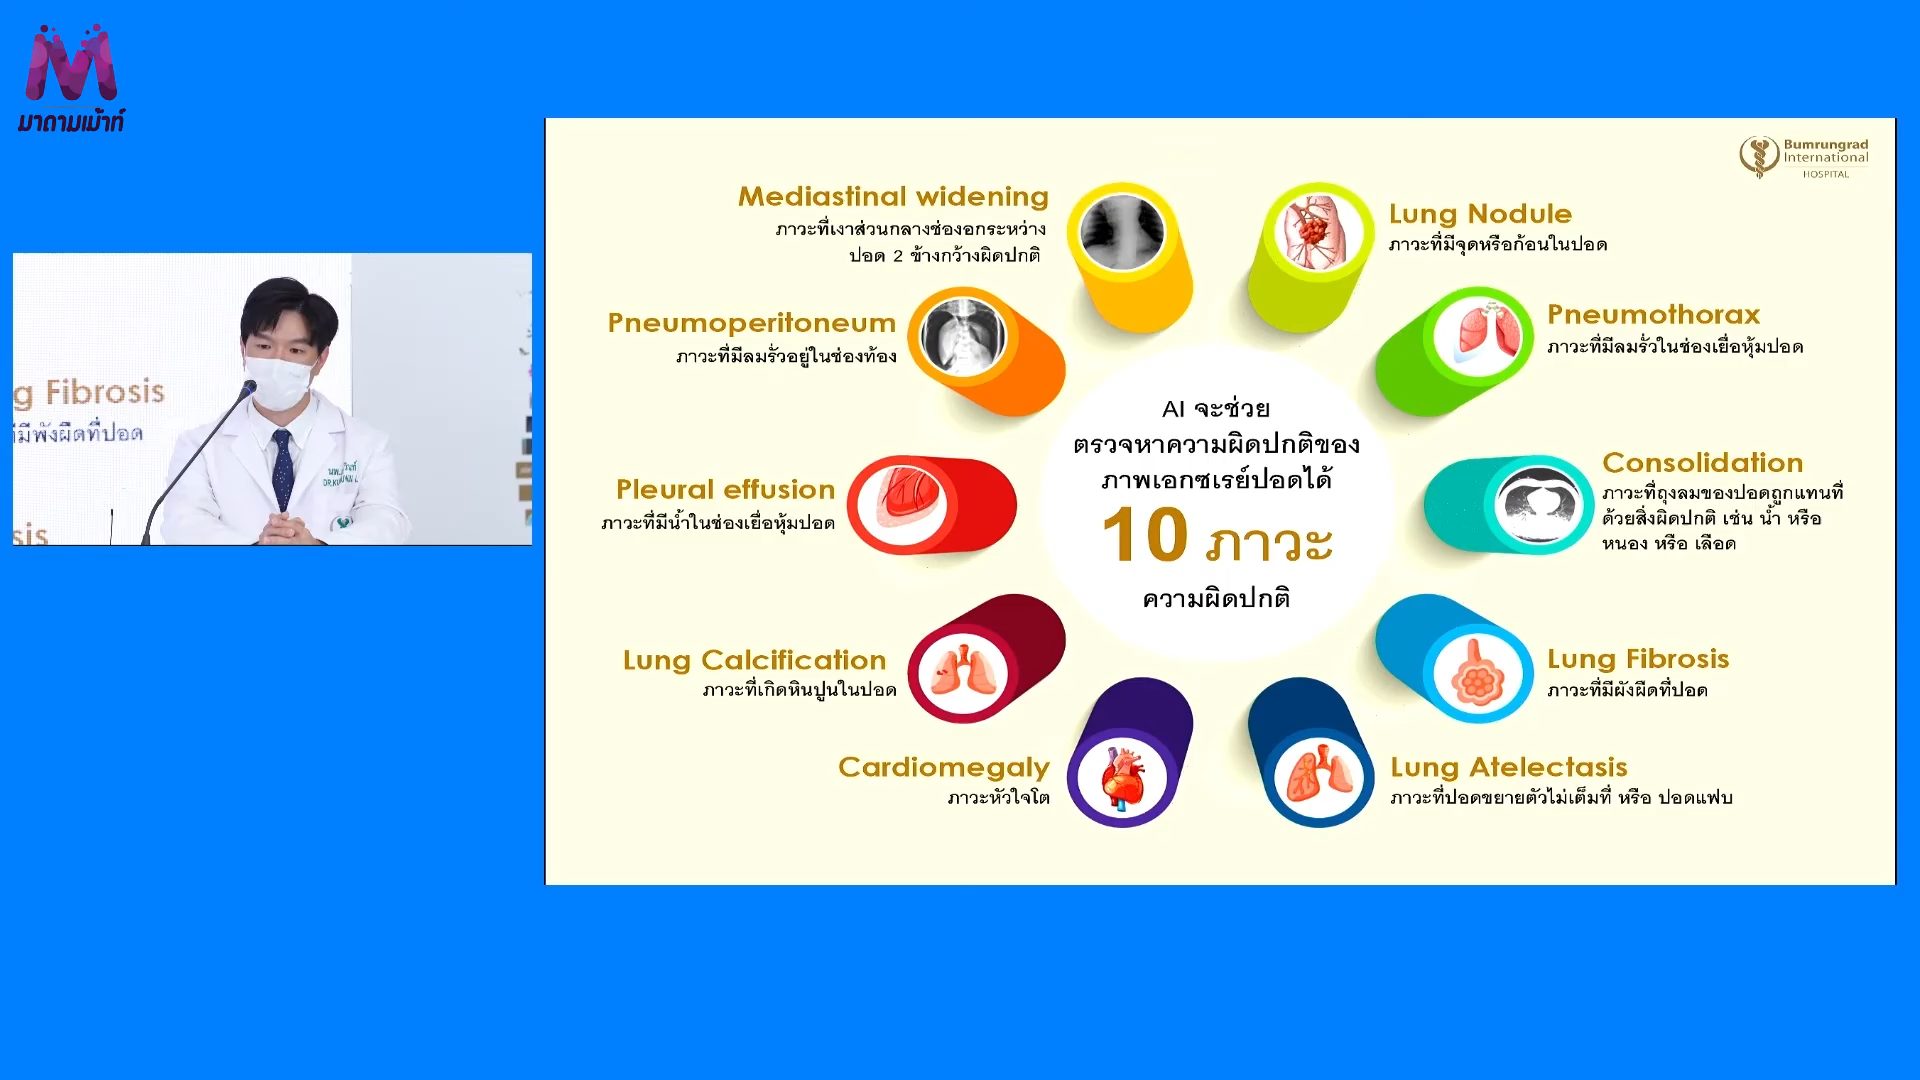 มาดามเม้าท์
g Fibrosis
ที่มีพังผืดที่ปอด
sis
Bumrungrad
International
HOSPITAL
Mediastinal widening
ภาวะที่เงาส่วนกลางช่องอกระหว่าง
ปอด 2 ข้างกว้างผิดปกติ
Lung Nodule
ภาวะที่มีจุดหรือก้อนในปอด
Pneumoperitoneum
ภาวะที่มีลมรั่วอยู่ในช่องท้อง
Pneumothorax
ภาวะที่มีลมรั่วในช่องเยื่อหุ้มปอด
AI จะช่วย
ตรวจหาความผิดปกติของ
ภาพเอกซเรย์ปอดได้
10 ภาวะ
ความผิดปกติ
Pleural effusion
ภาวะที่มีน้ำในช่องเยื่อหุ้มปอด
Consolidation
ภาวะที่ถุงลมของปอดถูกแทนที่
ด้วยสิ่งผิดปกติ เช่น น้ำ หรือ
หนอง หรือ เลือด
Lung Calcification
ภาวะที่เกิดหินปูนในปอด
Lung Fibrosis
ภาวะที่มีผังผืดที่ปอด
Cardiomegaly
ภาวะหัวใจโต
Lung Atelectasis
ภาวะที่ปอดขยายตัวไม่เต็มที่ หรือ ปอดแฟบ